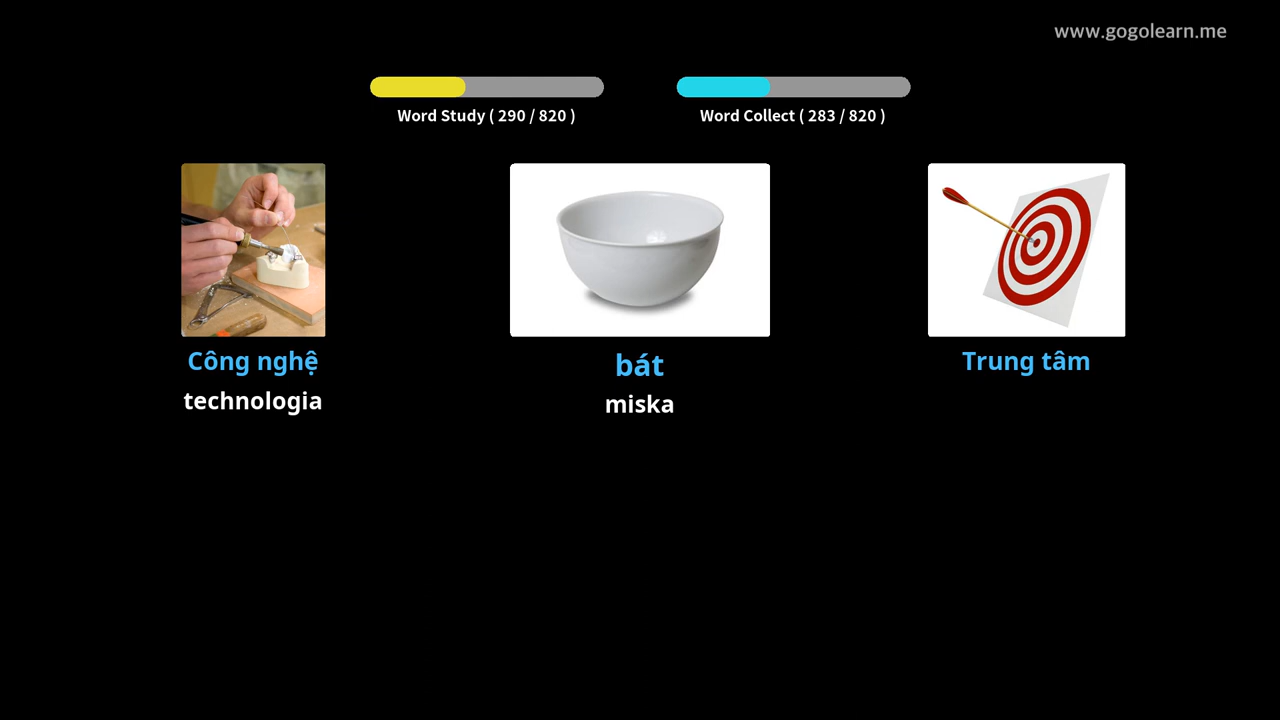 www.gogolearn.me
Word Study ( 290 / 820 )
Word Collect ( 283 / 820 )
Công nghệ
technologia
bát
miska
Trung tâm